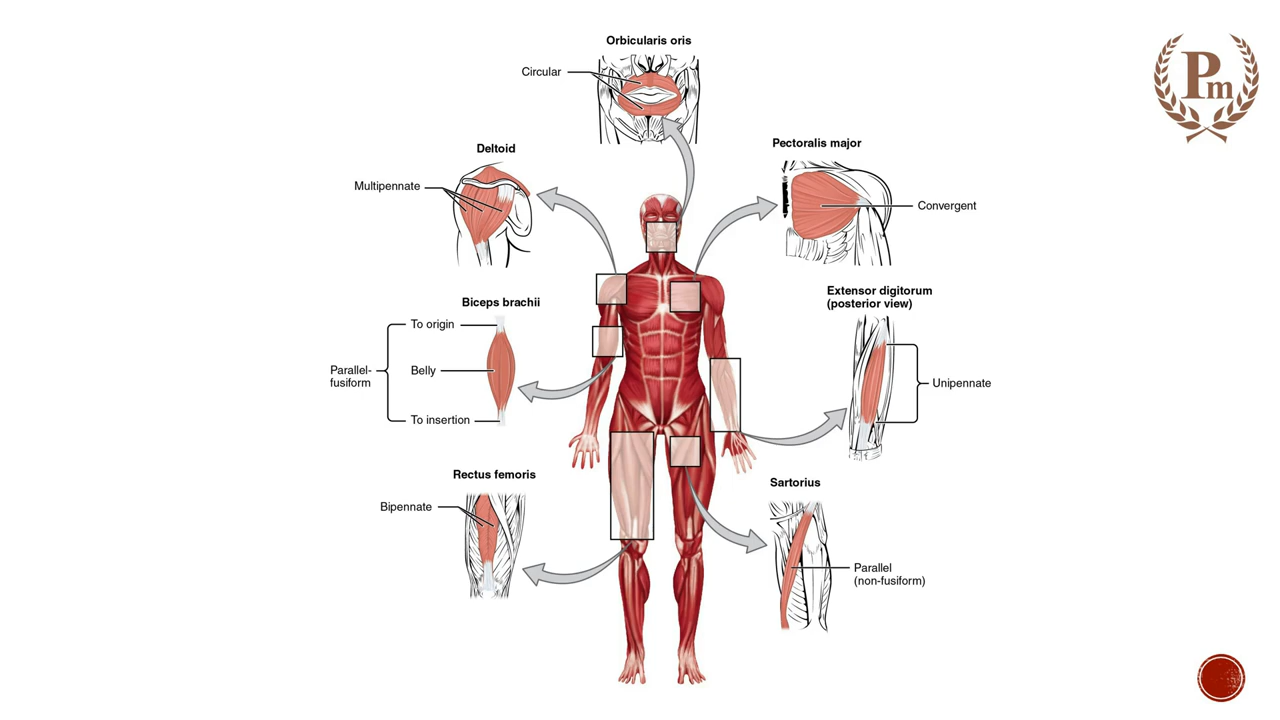 Orbicularis oris
Circular
Pm
Deltoid
Multipennate
Pectoralis major
Convergent
Biceps brachii
To origin
Parallel-
fusiform
Belly
To insertion
Extensor digitorum
(posterior view)
Unipennate
Rectus femoris
Bipennate
Sartorius
Parallel
(non-fusiform)